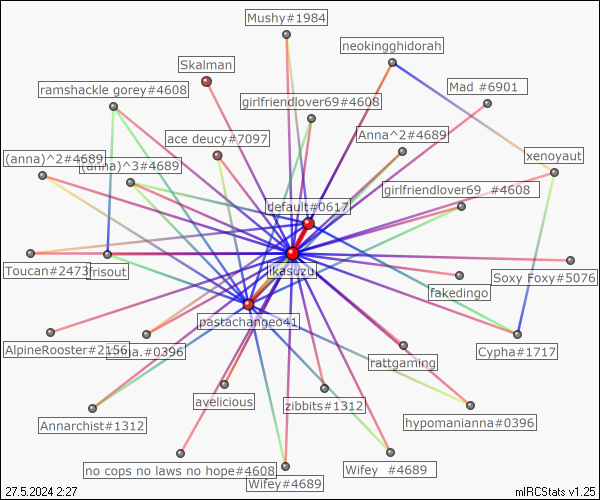 Mushy#1984
neokingghidorah
Skalman
Mad #6901
ramshackle gorey#4608
girlfriendlover69#4608
ace deucy#7097
Anna^2#4689
(anna)^2#4689
(anna)^3#4689
xenoyaut
girlfriendlover69 #4608
default#0617
Toucan#2473
frisout
ikasuzu
fakedingo
Soxy Foxy#5076
pastachangeo41
AlpineRooster#2156
#0396
rattgaming
Cypha#1717
avelicious
zibbits#1312
Annarchist#1312
hypomanianna#0396
no cops no laws no hope#4608
Wifey #4689
Wifey#4689
27.5.2024 2:27
mIRCStats v1.25